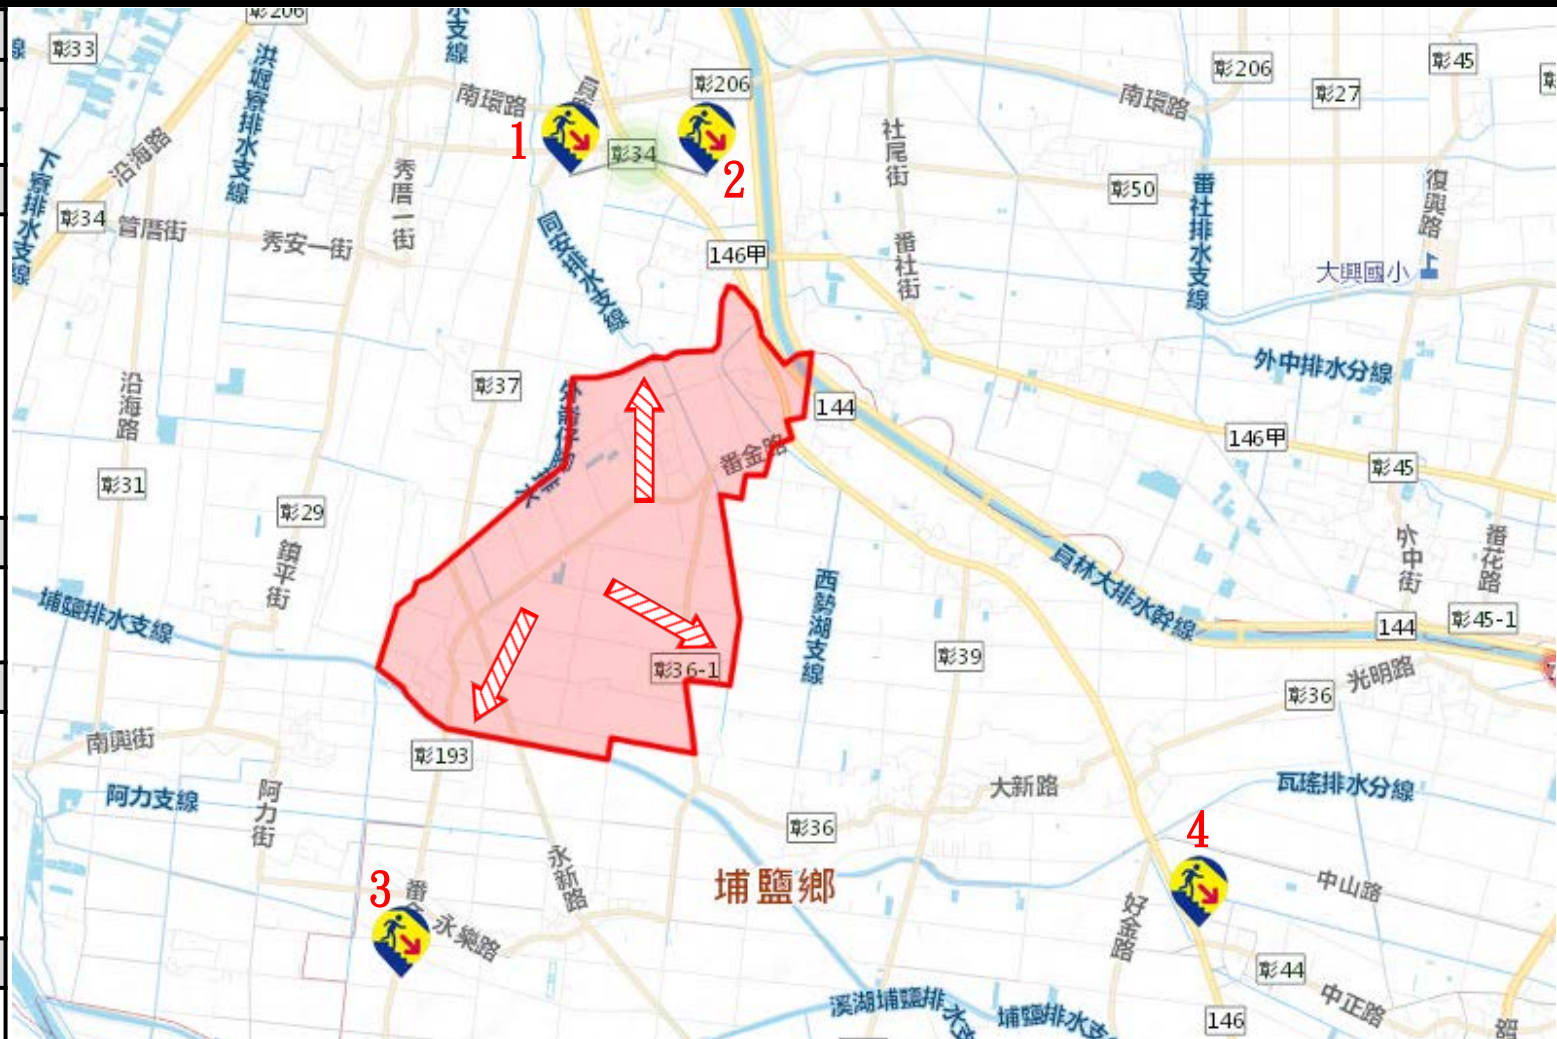 彰206
彰33
洪堀寮排水支線
水支線
南環路
彰206
彰206
彰45
彰27
南環路
沿海路
下寮排水支線
1
彰34
2
社尾街
彰50
番社排水支線
復興路
秀厝一街
彰34
管厝街
秀安一街
同安排水支線
146甲
番社街
大興國小
外中排水分線
沿海路
彰37
144
146甲
彰45
番金路
彰31
彰29
鎮平街
外中街
番花路
埔鹽排水支線
西勢湖支線
員林大排水幹線
144
彰45-1
彰39
彰36-1
光明路
彰36
南興街
彰193
阿力支線
阿力街
大新路
瓦瑤排水分線
彰36
4
永新路
3
埔鹽鄉
中山路
永樂路
好金路
彰44
中正路
溪湖埔鹽排水支
埔鹽排水支
146